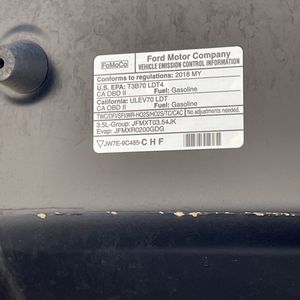 FoMoCo
Ford Motor Company
VEHICLE EMISSION CONTROL INFORMATION
Conforms to regulations: 2018 MY
U.S. EPA: T3B70 LDT4
CA OBD II Fuel: Gasoline
California: ULEV70 LDT
CA OBD II Fuel: Gasoline
TWC/DFI/SFI/WR-HO2S/HO2S/TC/CAC No adjustments needed.
3.5L-Group: JFMXT03.54JK
Evap: JFMXR0200GDG
JW7E-9C485-CHF